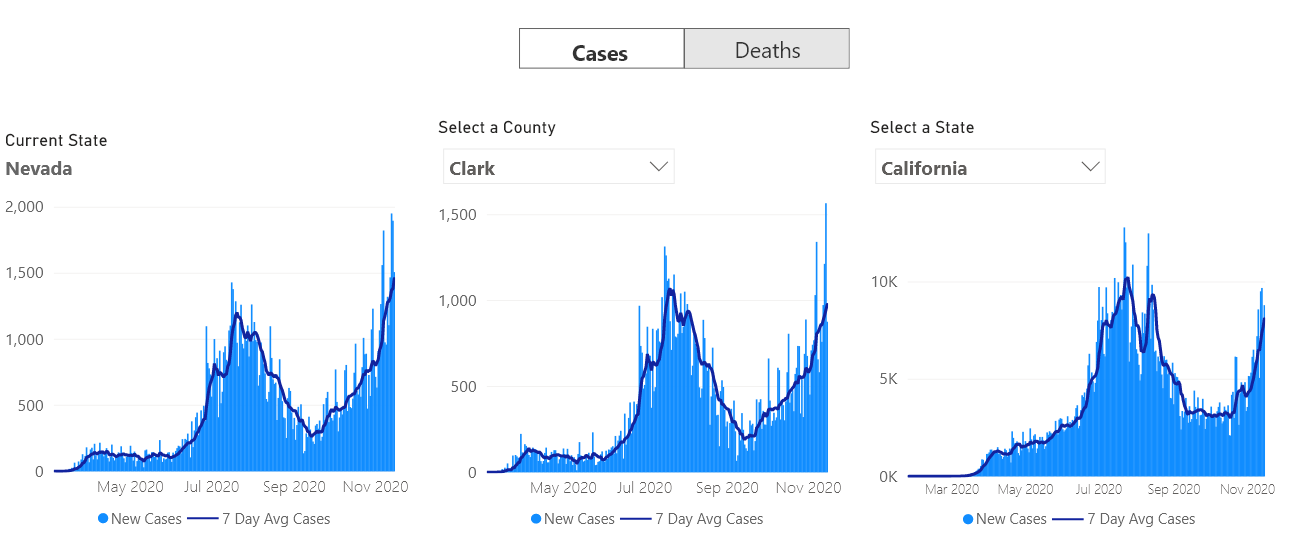 Cases Deaths
Current State
Nevada
2,000
1,500
1,000
500
0
May 2020 Jul 2020 Sep 2020 Nov 2020
New Cases 7 Day Avg Cases
Select a County
Clark
1,500
1,000
500
0
May 2020 Jul 2020 Sep 2020 Nov 2020
New Cases 7 Day Avg Cases
Select a State
California
10K
5K
0K
Mar 2020 May 2020 Jul 2020 Sep 2020 Nov 2020
New Cases 7 Day Avg Cases